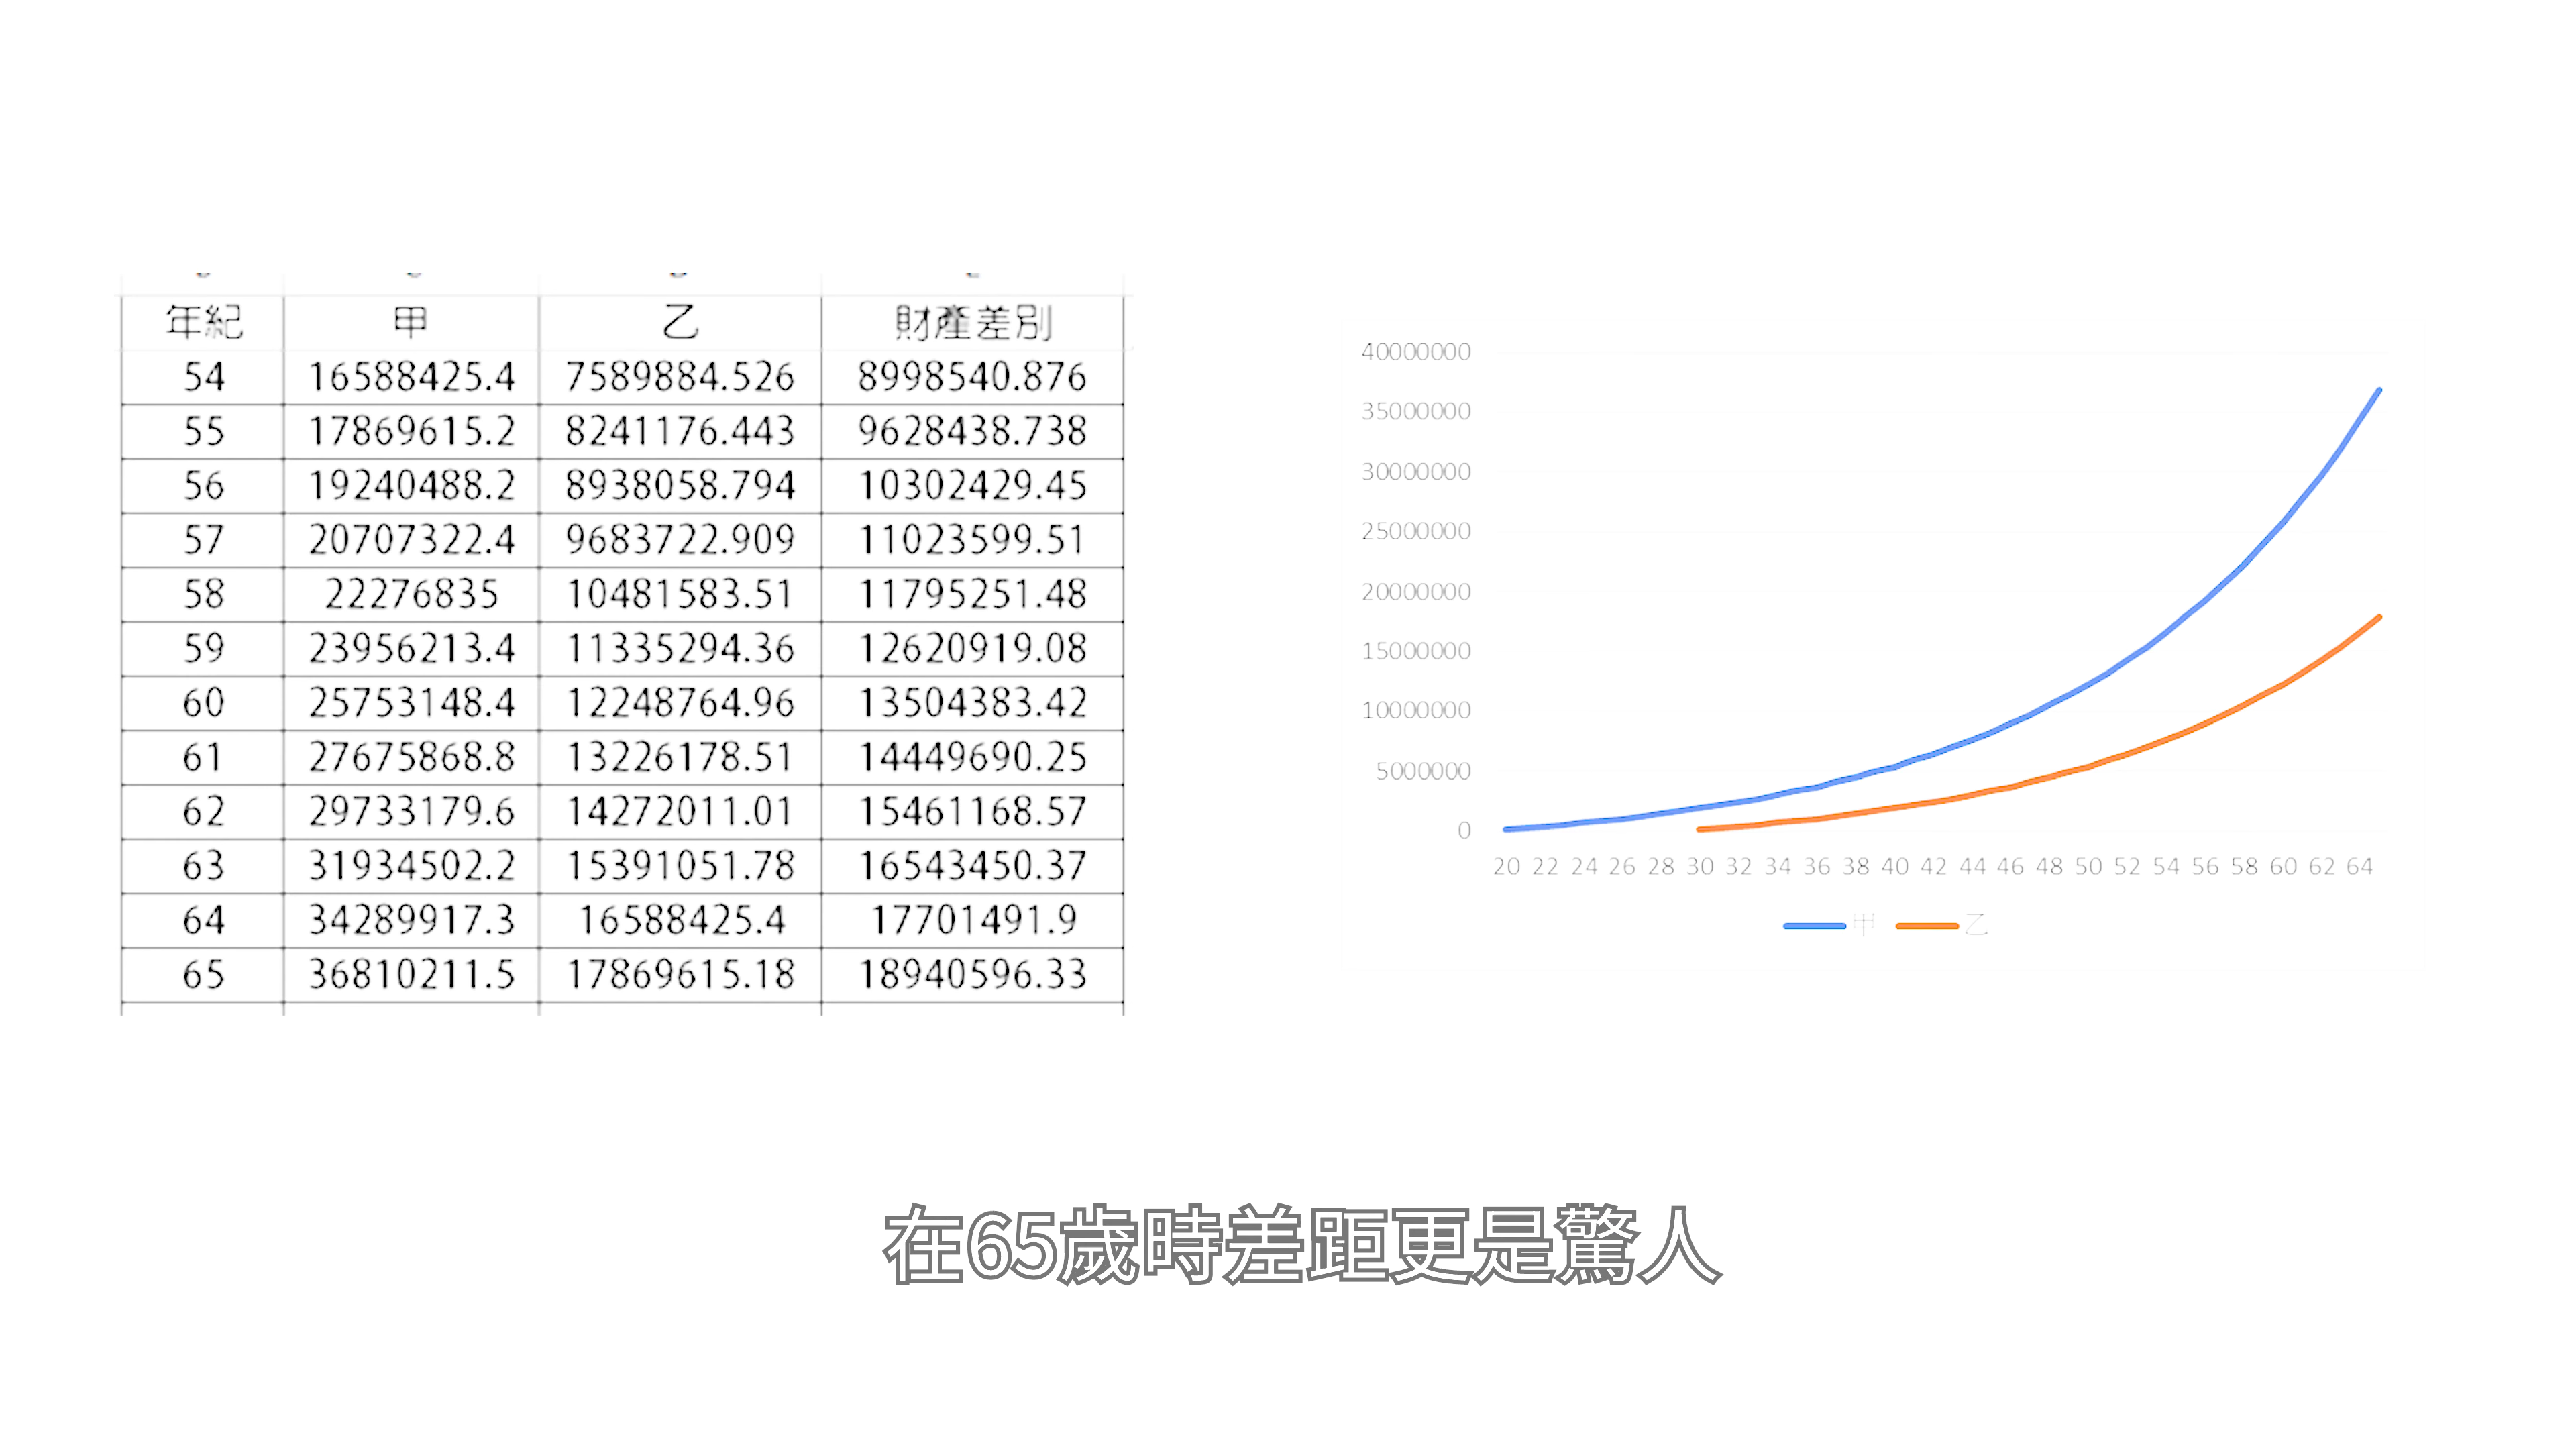 年紀 甲 乙 財產差別
54 16588425.4 7589884.526 8998540.876
55 17869615.2 8241176.443 9628438.738
56 19240488.2 8938058.794 10302429.45
57 20707322.4 9683722.909 11023599.51
58 22276835 10481583.51 11795251.48
59 23956213.4 11335294.36 12620919.08
60 25753148.4 12248764.96 13504383.42
61 27675868.8 13226178.51 14449690.25
62 29733179.6 14272011.01 15461168.57
63 31934502.2 15391051.78 16543450.37
64 34289917.3 16588425.4 17701491.9
65 36810211.5 17869615.18 18940596.33
40000000
35000000
30000000
25000000
20000000
15000000
10000000
5000000
0
20 22 24 26 28 30 32 34 36 38 40 42 44 46 48 50 52 54 56 58 60 62 64
甲 乙
在65歲時差距更是驚人